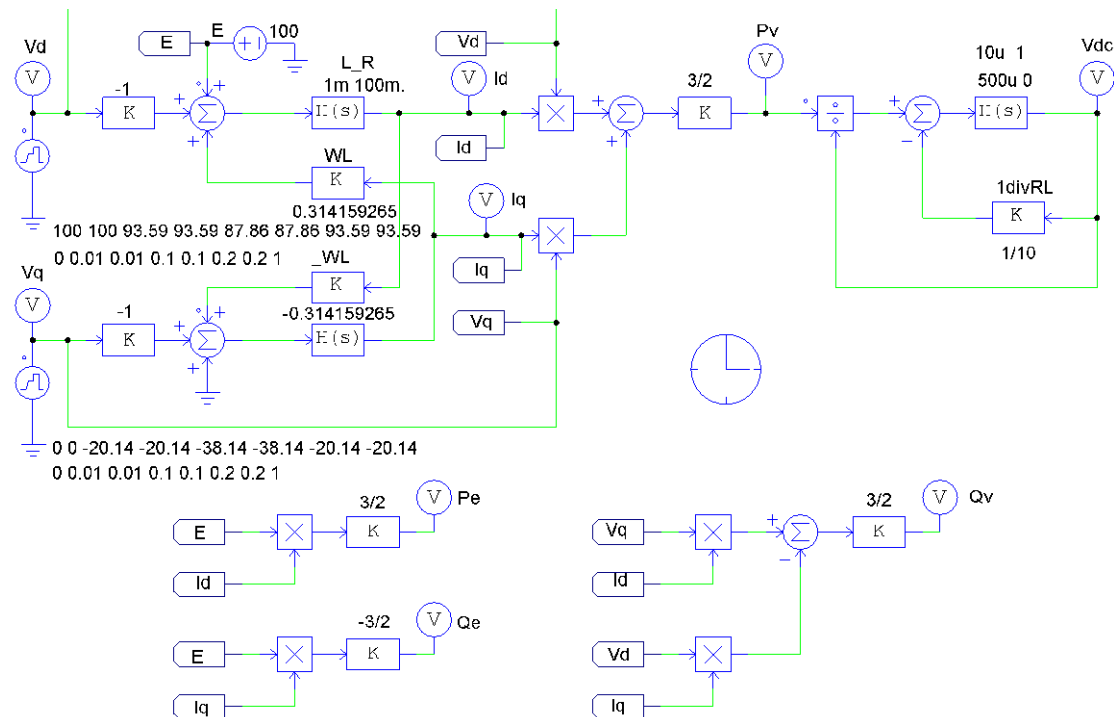 E E 100
Vd -1 K
V
L_R
1m 100m.
H(s)
Vd
Id
V
Id
3/2
K
Pv
V
10u 1
500u 0
H(s)
Vdc
V
WL
K
0.314159265
Iq
V
1divRL
K
1/10
100 100 93.59 93.59 87.86 87.86 93.59 93.59
0 0.01 0.01 0.1 0.1 0.2 0.2 1
_WL
K
-0.314159265
H(s)
Iq
Vq
Vq
V
-1
K
0 0 -20.14 -20.14 -38.14 -38.14 -20.14 -20.14
0 0.01 0.01 0.1 0.1 0.2 0.2 1
E
Id
3/2
K
V
Pe
E
Iq
-3/2
K
V
Qe
Vq
Id
Vd
Iq
3/2
K
V
Qv